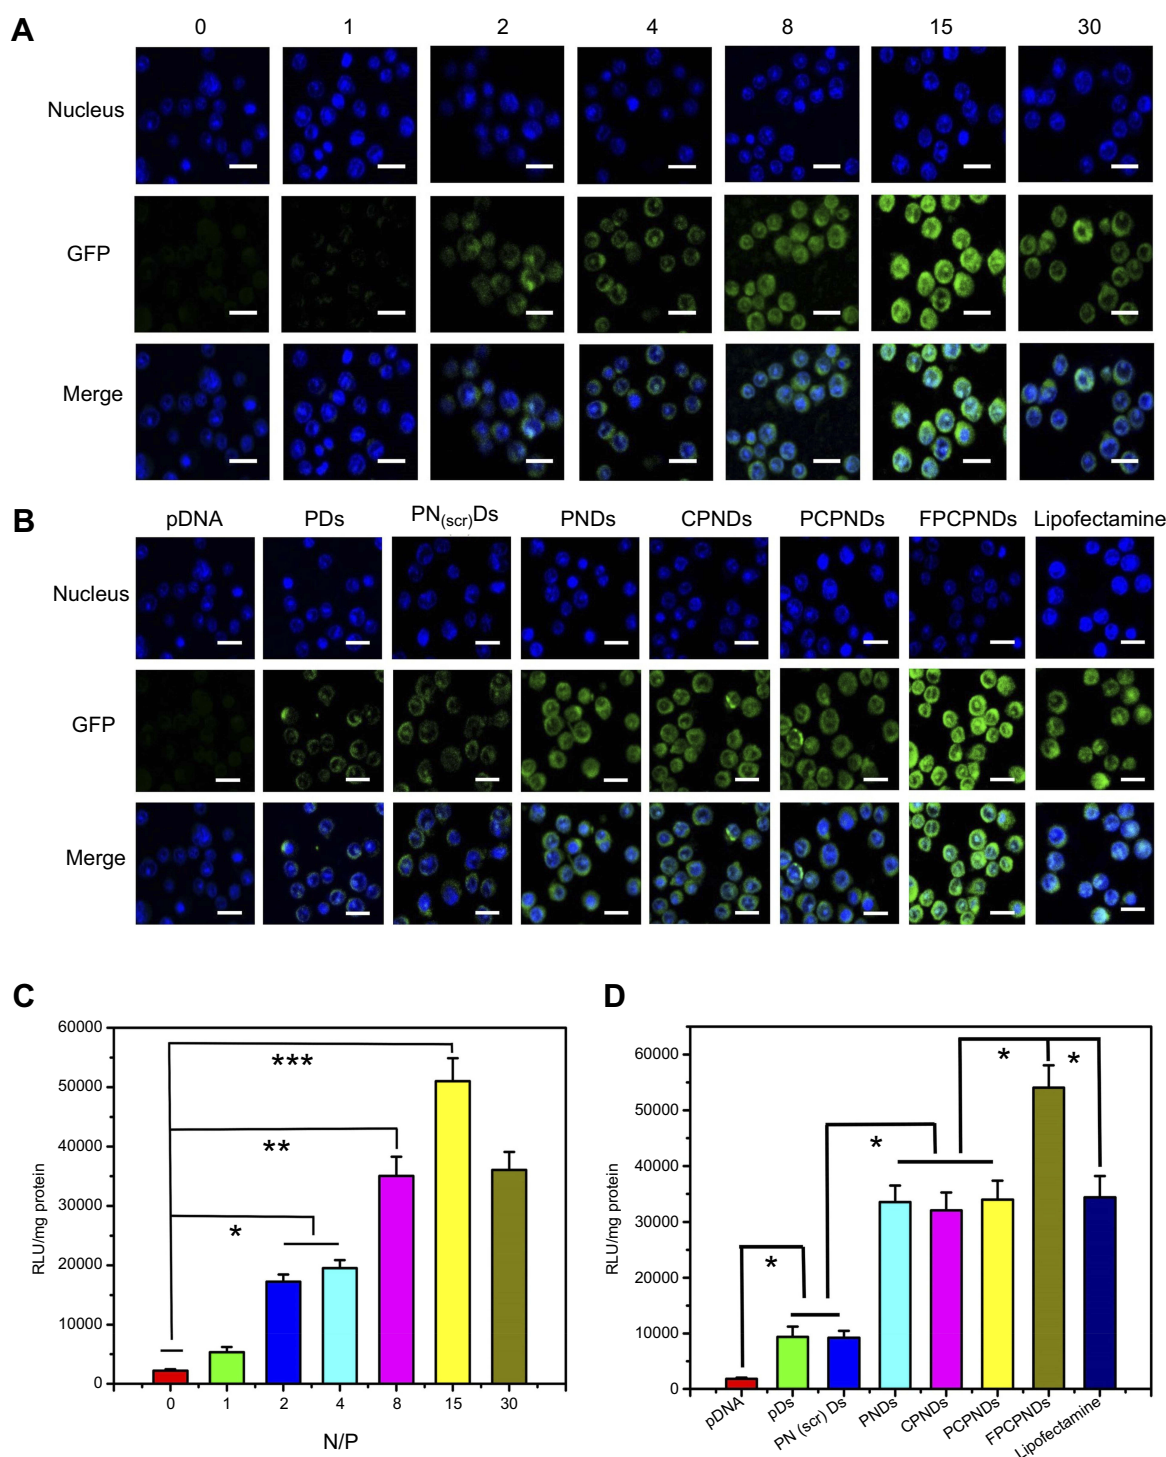 A
0 1 2 4 8 15 30
Nucleus
GFP
Merge
B
pDNA PDs PN(scr)Ds PNDs CPNDs PCPNDs FPCPNDs Lipofectamine
Nucleus
GFP
Merge
C
60000
50000
40000
30000
20000
10000
0
RLU/mg protein
***
**
*
0 1 2 4 8 15 30
N/P
D
60000
50000
40000
30000
20000
10000
0
RLU/mg protein
* *
*
*
pDNA pDs PN (scr) Ds PNDs CPNDs PCPNDs FPCPNDs Lipofectamine